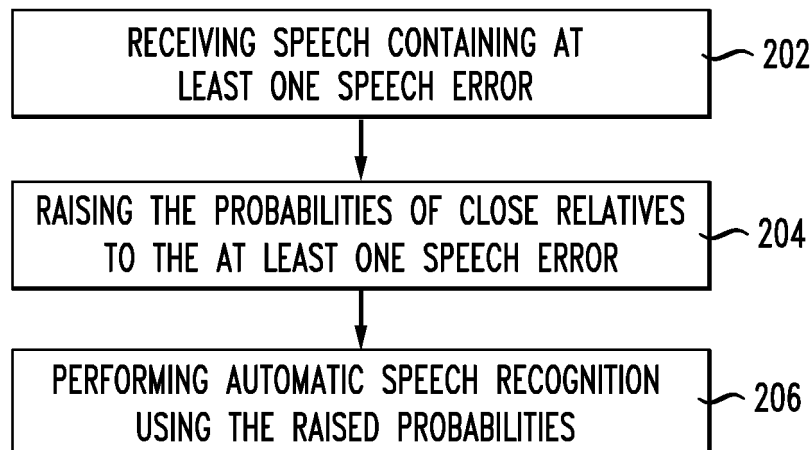 RECEIVING SPEECH CONTAINING AT
LEAST ONE SPEECH ERROR
202
RAISING THE PROBABILITIES OF CLOSE RELATIVES
TO THE AT LEAST ONE SPEECH ERROR
204
PERFORMING AUTOMATIC SPEECH RECOGNITION
USING THE RAISED PROBABILITIES
206